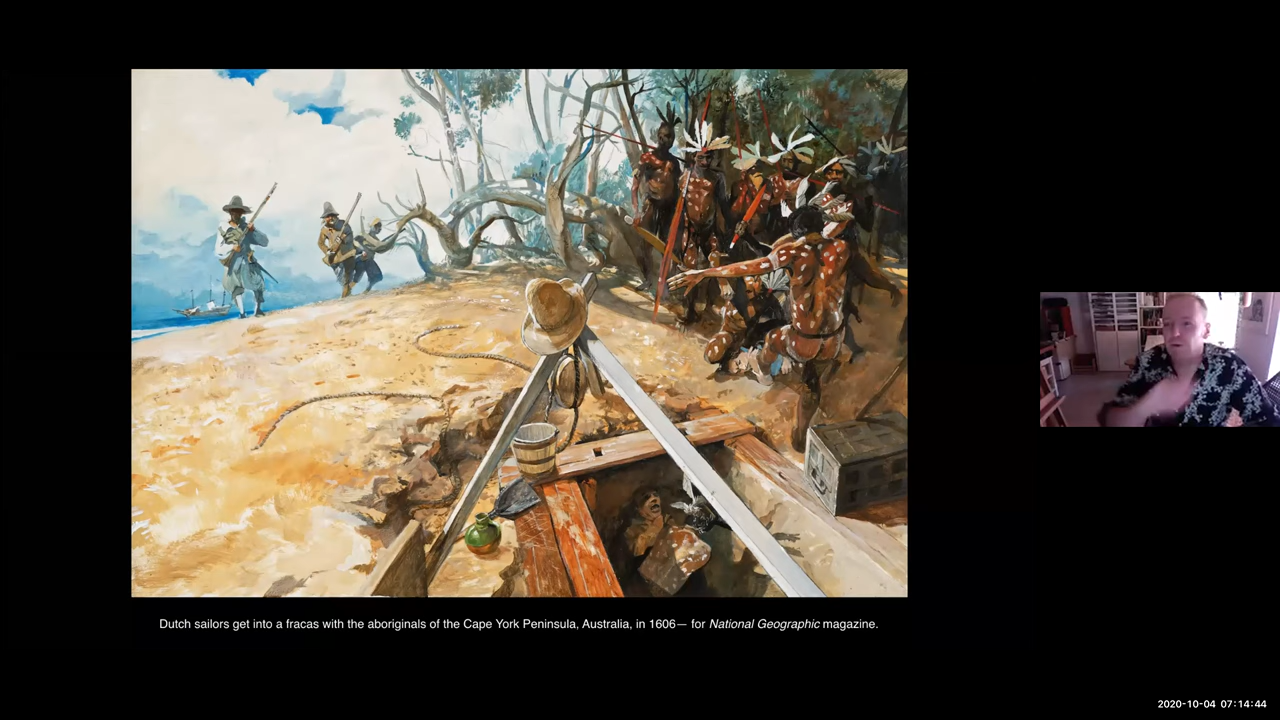 Dutch sailors get into a fracas with the aboriginals of the Cape York Peninsula, Australia, in 1606— for National Geographic magazine.
2020-10-04 07:14:44